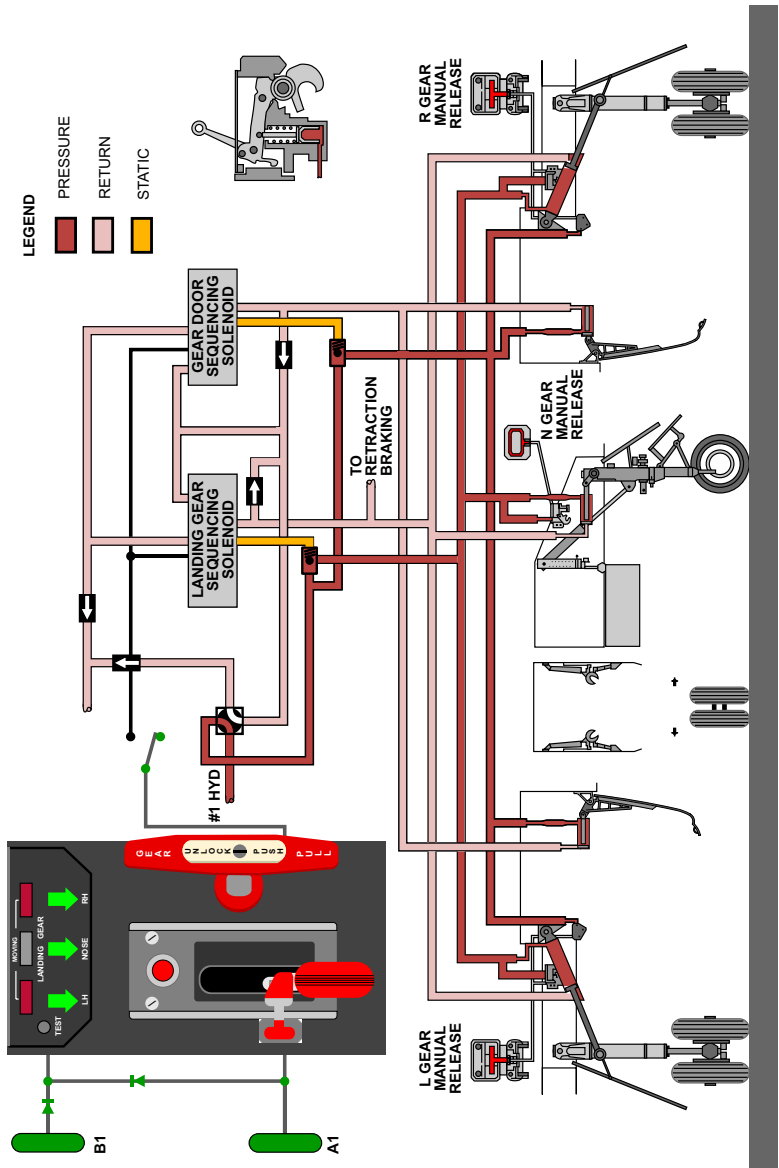 LEGEND
PRESSURE
RETURN
STATIC
GEAR DOOR
SEQUENCING
SOLENOID
LANDING GEAR
SEQUENCING
SOLENOID
TO
RETRACTION
BRAKING
#1 HYD
R GEAR
MANUAL
RELEASE
N GEAR
MANUAL
RELEASE
L GEAR
MANUAL
RELEASE
MOVING
LANDING GEAR
LH
NOSE
RH
TEST
GEAR
UNLOCK PUSH
PULL
B1
A1